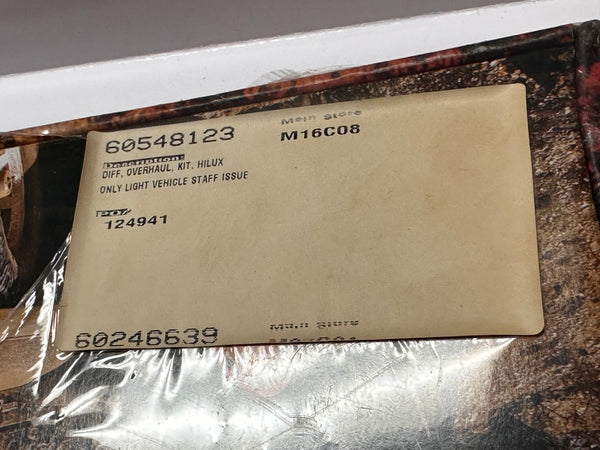 60548123
Main Store
M16C08
Description:
DIFF, OVERHAUL, KIT. HILUX
ONLY LIGHT VEHICLE STAFF ISSUE
PO/
124941
60246639
Main Store